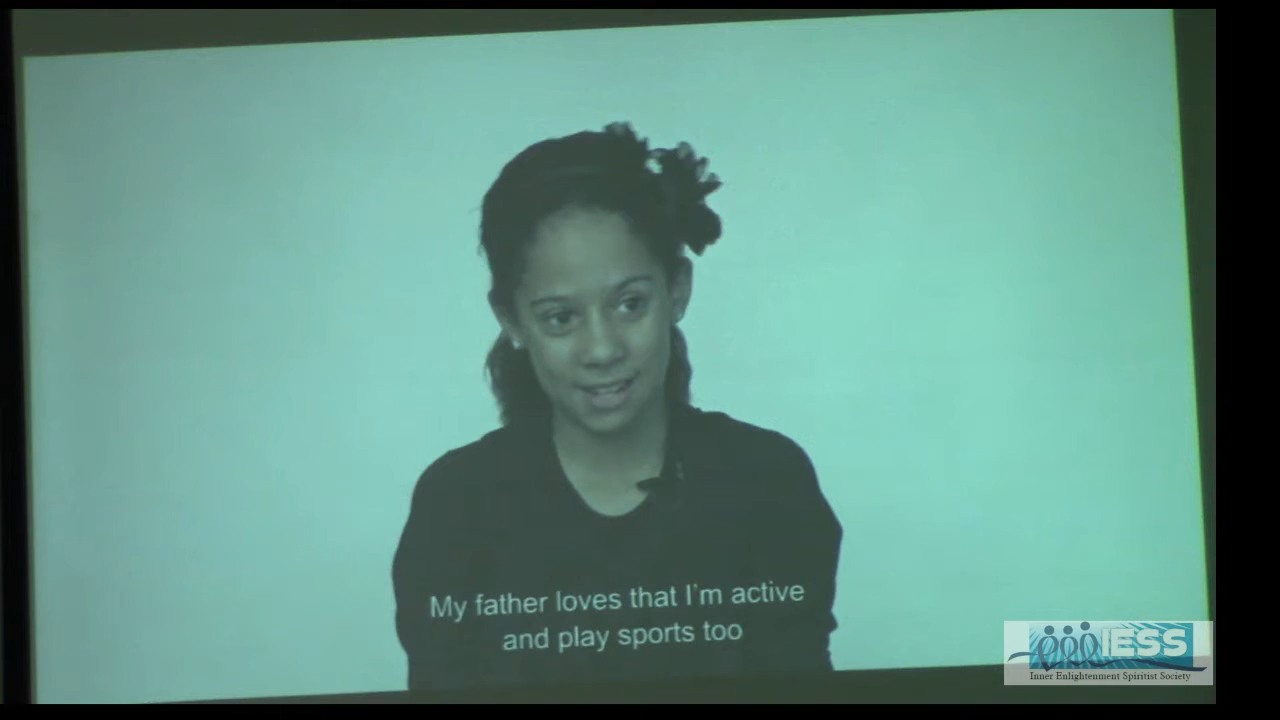 My father loves that I'm active
and play sports too
IESS
Inner Enlightenment Spiritist Society